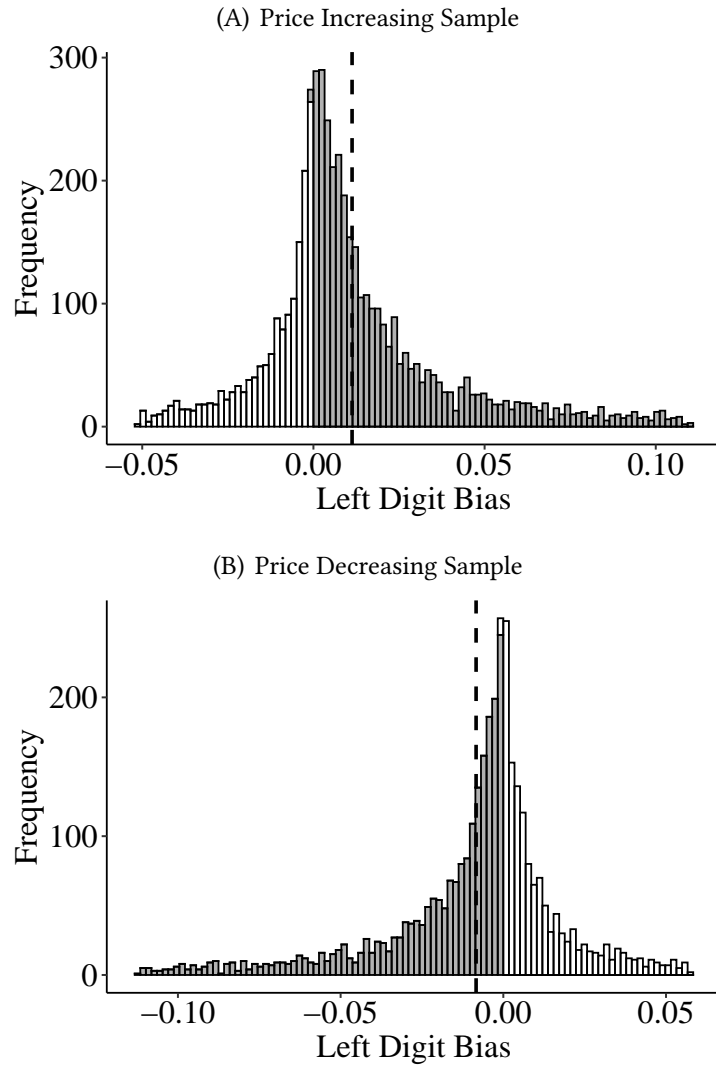 (A) Price Increasing Sample
300
200
100
0
Frequency
−0.05 0.00 0.05 0.10
Left Digit Bias
(B) Price Decreasing Sample
200
100
0
Frequency
−0.10 −0.05 0.00 0.05
Left Digit Bias